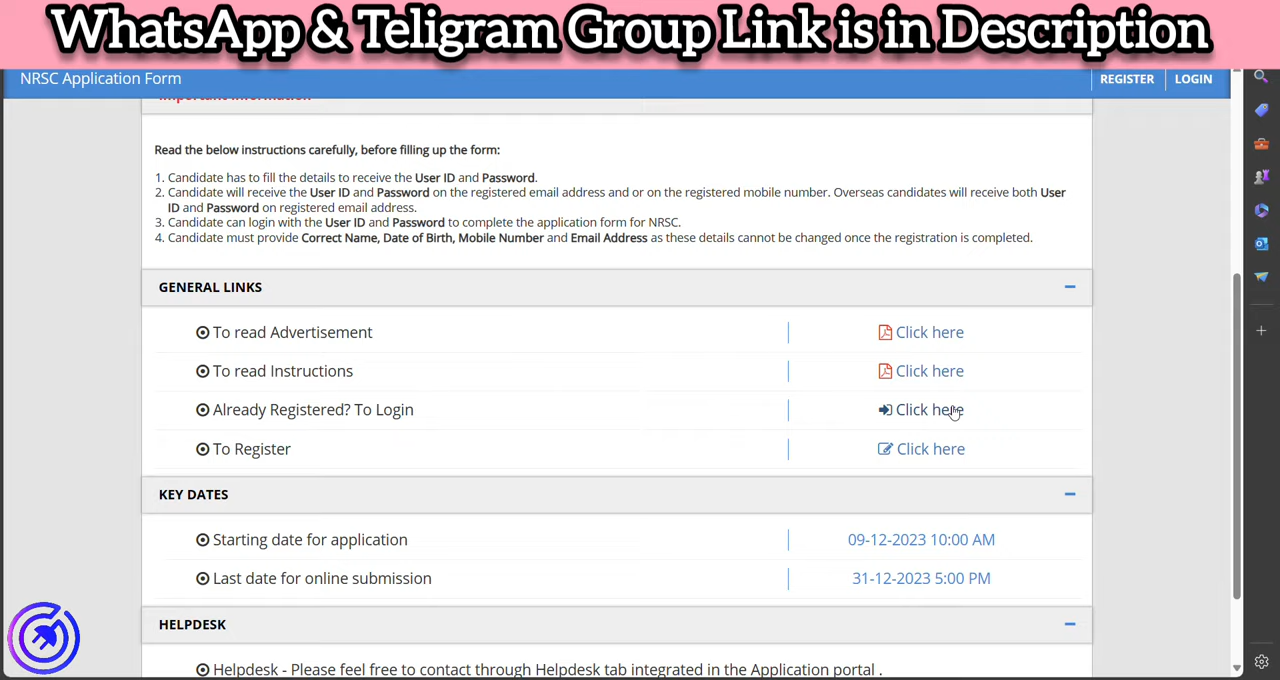 WhatsApp & Teligram Group Link is in Description
NRSC Application Form
REGISTER
LOGIN
Important Information
Read the below instructions carefully, before filling up the form:
1. Candidate has to fill the details to receive the User ID and Password.
2. Candidate will receive the User ID and Password on the registered email address and or on the registered mobile number. Overseas candidates will receive both User
ID and Password on registered email address.
3. Candidate can login with the User ID and Password to complete the application form for NRSC.
4. Candidate must provide Correct Name, Date of Birth, Mobile Number and Email Address as these details cannot be changed once the registration is completed.
GENERAL LINKS
To read Advertisement Click here
To read Instructions Click here
Already Registered? To Login Click here
To Register Click here
KEY DATES
Starting date for application 09-12-2023 10:00 AM
Last date for online submission 31-12-2023 5:00 PM
HELPDESK
Helpdesk - Please feel free to contact through Helpdesk tab integrated in the Application portal .